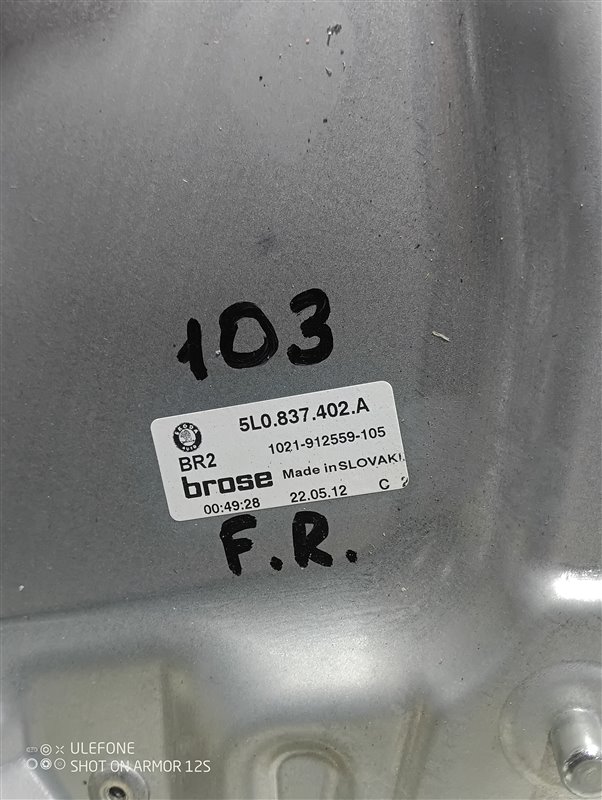 103
5L0.837.402.A
1021-912559-105
BR2
brose
Made in SLOVAKI
00:49:28
22.05.12
C
F.R.
ULEFONE
SHOT ON ARMOR 12S